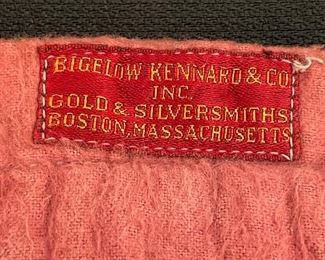 BIGELOW KENNARD & CO
INC.
GOLD & SILVERSMITHS
BOSTON, MASSACHUSETTS